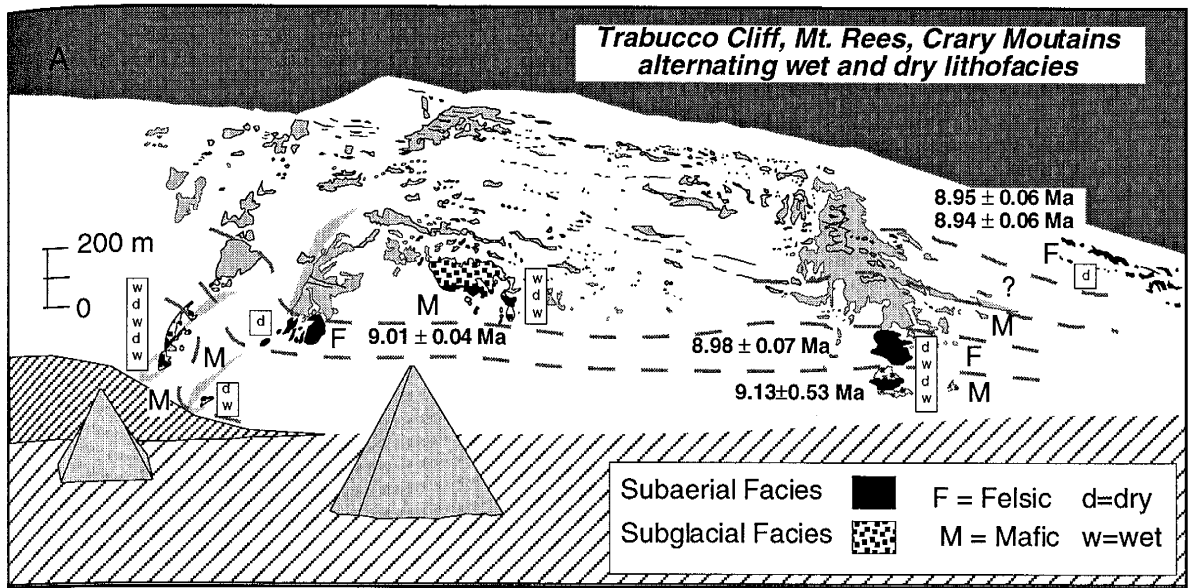 A
Trabucco Cliff, Mt. Rees, Crary Moutains
alternating wet and dry lithofacies
8.95 ± 0.06 Ma
8.94 ± 0.06 Ma
F
d
?
M
200 m
0
w
d
w
d
w
M
M
d
w
d
F
9.01 ± 0.04 Ma
M
w
d
w
8.98 ± 0.07 Ma
9.13±0.53 Ma
d
w
d
w
F
M
Subaerial Facies F = Felsic d=dry
Subglacial Facies M = Mafic w=wet